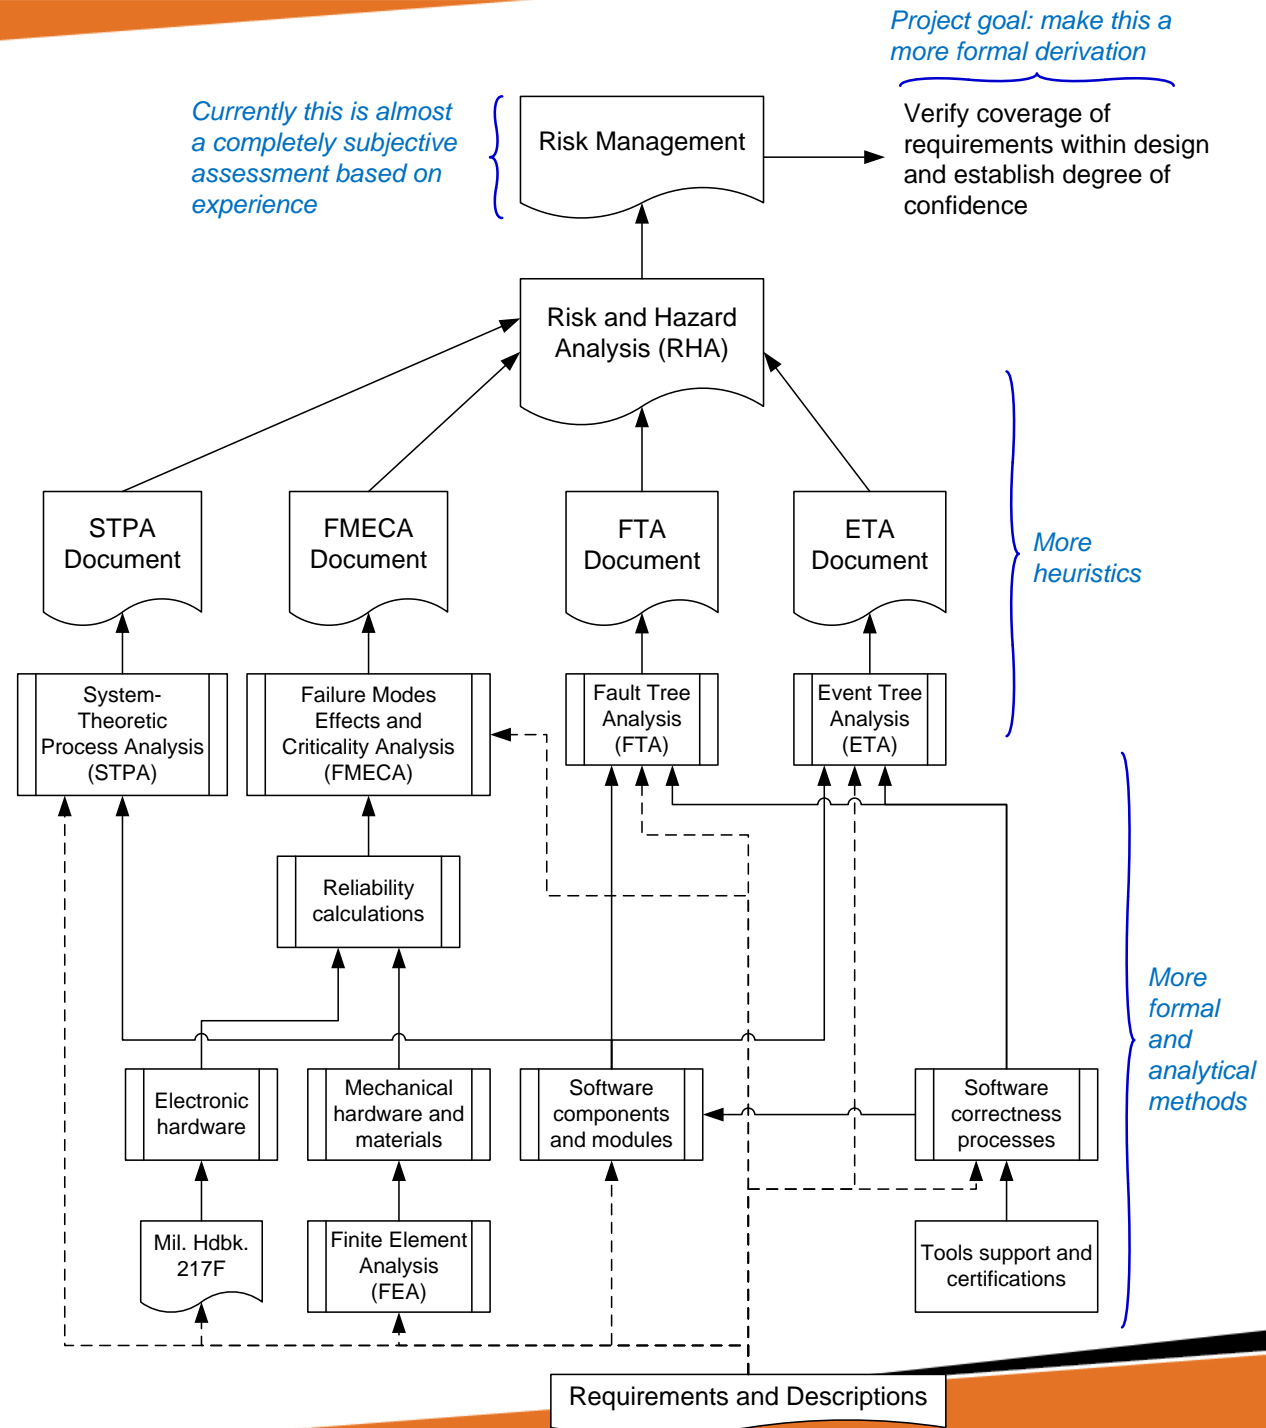 Project goal: make this a
more formal derivation
Currently this is almost
a completely subjective
assessment based on
experience
Risk Management
Verify coverage of
requirements within design
and establish degree of
confidence
Risk and Hazard
Analysis (RHA)
STPA
Document
FMECA
Document
FTA
Document
ETA
Document
More
heuristics
System-
Theoretic
Process Analysis
(STPA)
Failure Modes
Effects and
Criticality Analysis
(FMECA)
Fault Tree
Analysis
(FTA)
Event Tree
Analysis
(ETA)
Reliability
calculations
More
formal
and
analytical
methods
Electronic
hardware
Mechanical
hardware and
materials
Software
components
and modules
Software
correctness
processes
Mil. Hdbk.
217F
Finite Element
Analysis
(FEA)
Tools support and
certifications
Requirements and Descriptions